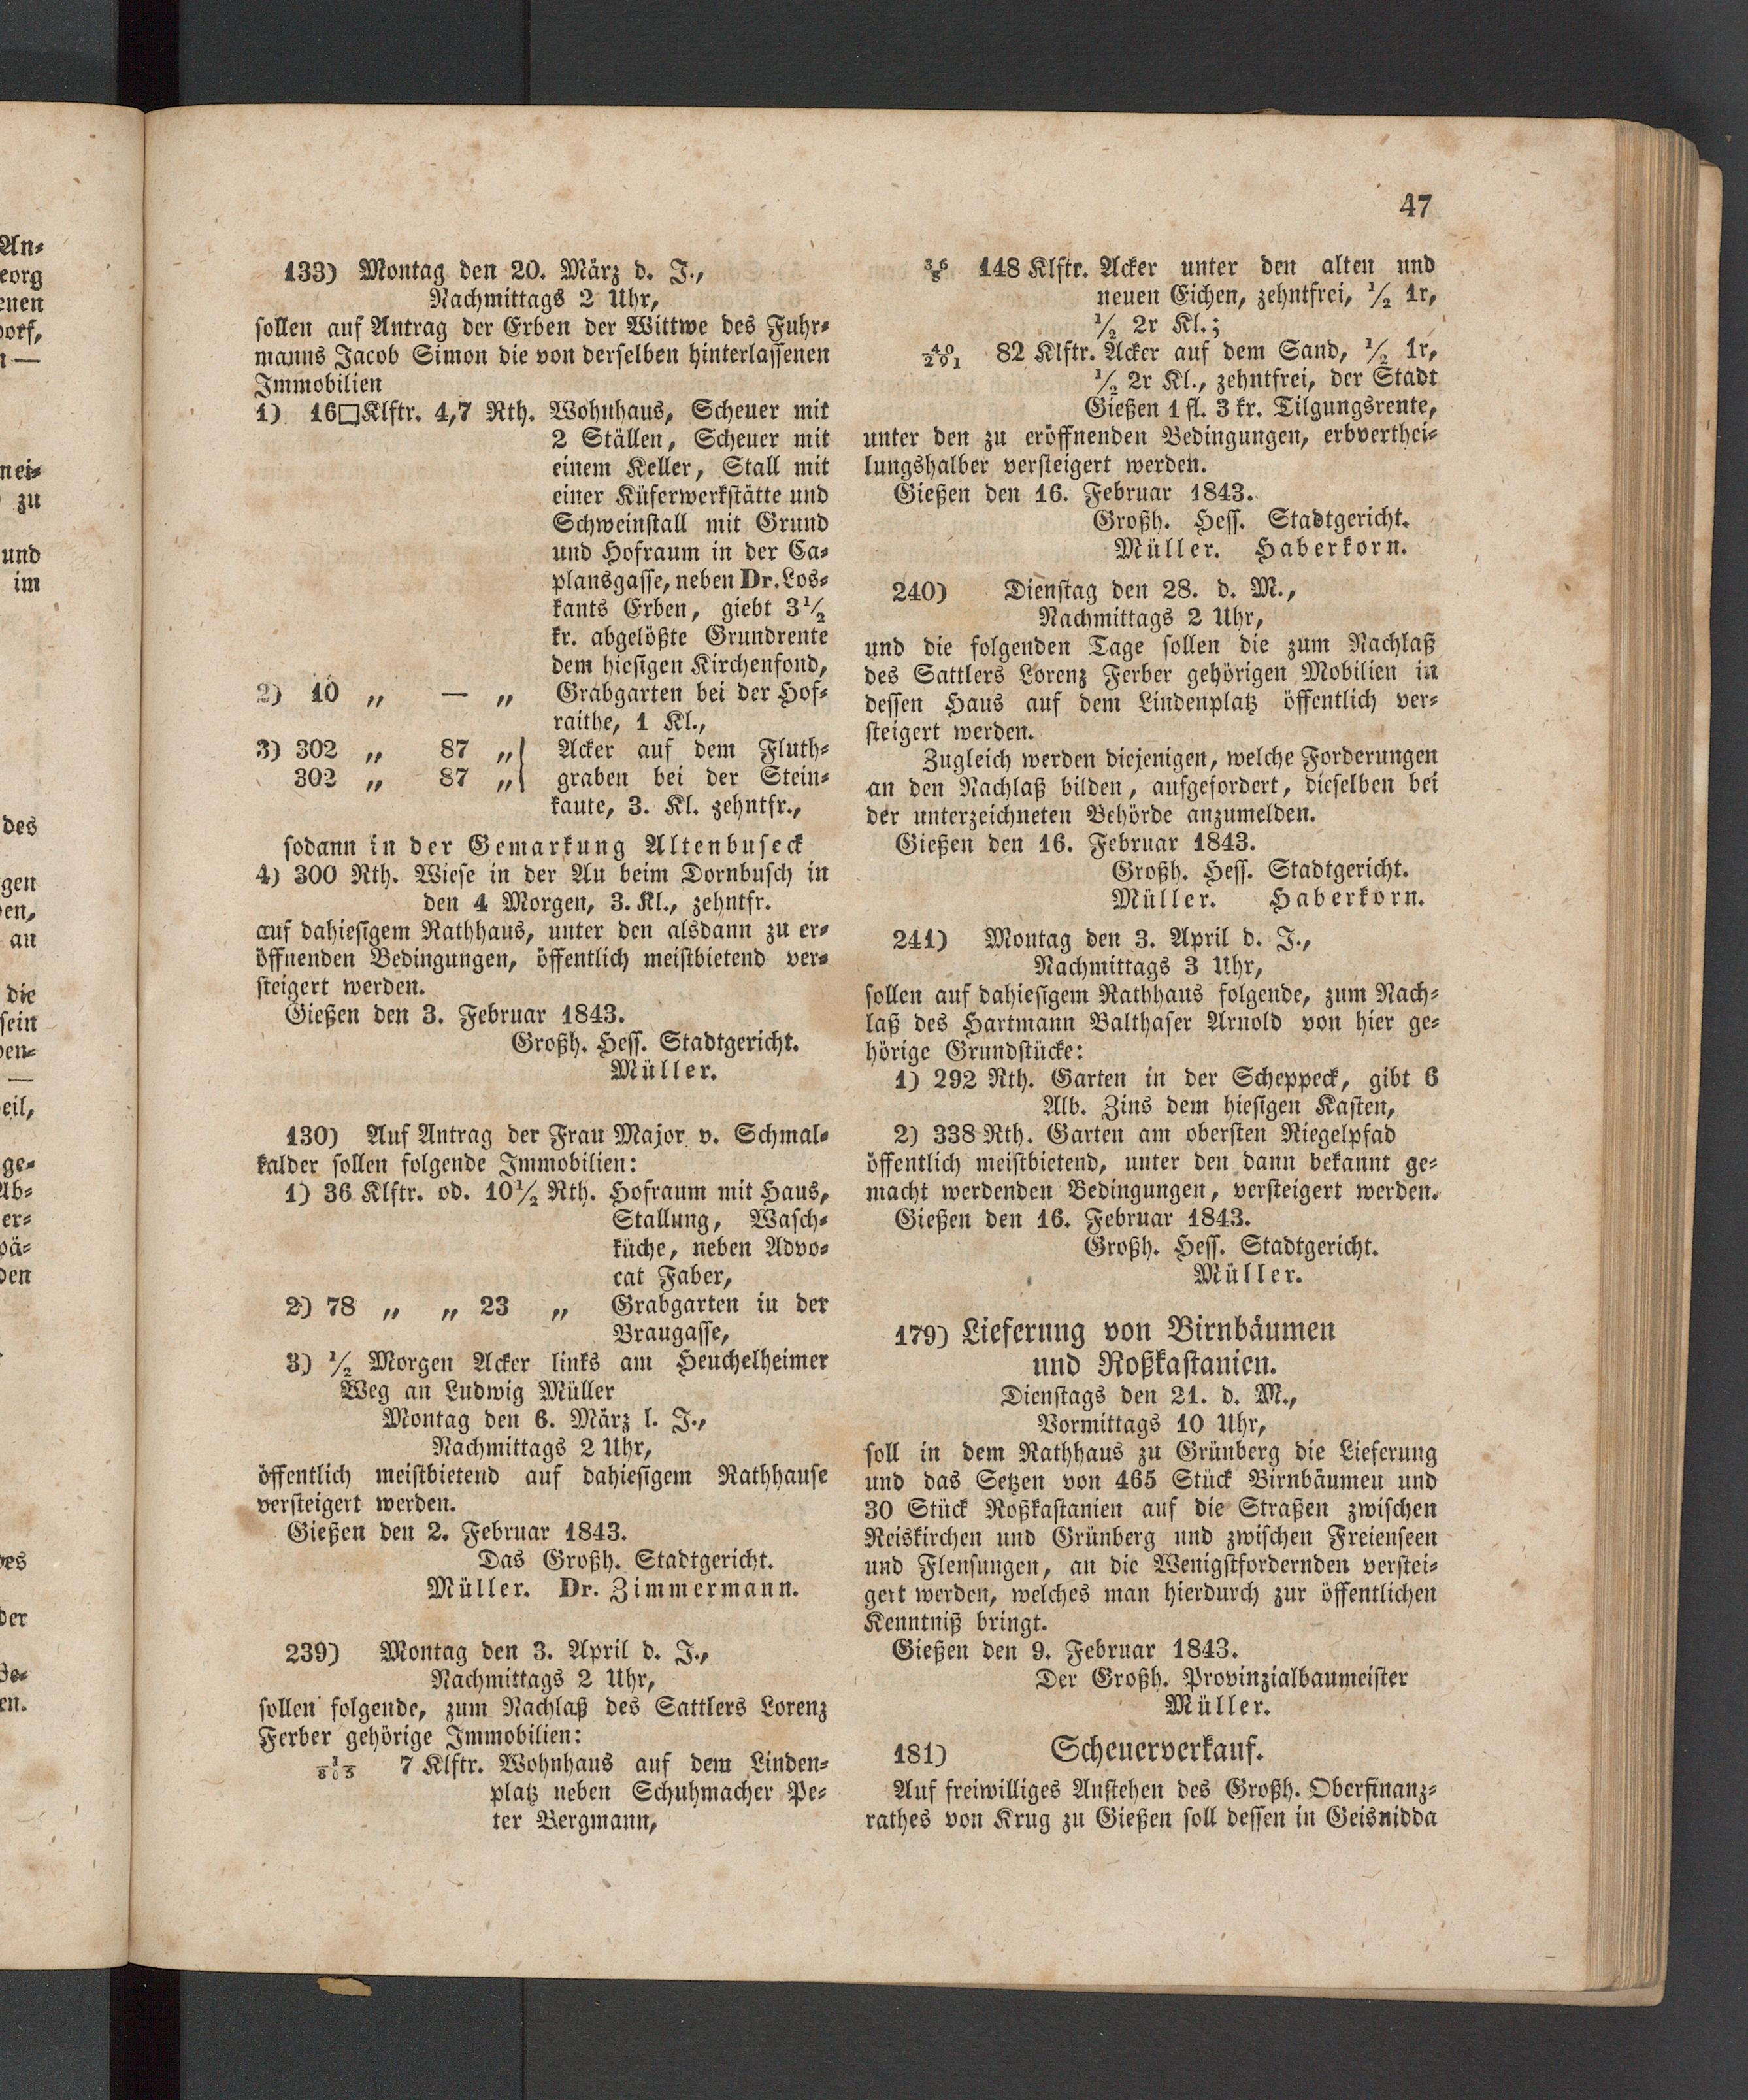 47
133) Montag den 20. März d. J.,
Nachmittags 2 Uhr,
sollen auf Antrag der Erben der Wittwe des Fuhr-
manns Jacob Simon die von derselben hinterlassenen
Immobilien
1) 16□Klftr. 4,7 Rth. Wohnhaus, Scheuer mit
2 Ställen, Scheuer mit
einem Keller, Stall mit
einer Küferwerkstätte und
Schweinstall mit Grund
und Hofraum in der Ca-
plansgasse, neben Dr. Los-
kants Erben, giebt 3½
kr. abgelößte Grundrente
dem hiesigen Kirchenfond,
2) 10 „ — „ Grabgarten bei der Hof-
raithe, 1 Kl.,
3) 302 „ 87 „ Acker auf dem Fluth-
302 „ 87 „ graben bei der Stein-
kaute, 3. Kl. zehntfr.,
sodann in der Gemarkung Altenbuseck
4) 300 Rth. Wiese in der Au beim Dornbusch in
den 4 Morgen, 3. Kl., zehntfr.
auf dahiesigem Rathhaus, unter den alsdann zu er-
öffnenden Bedingungen, öffentlich meistbietend ver-
steigert werden.
Gießen den 3. Februar 1843.
Großh. Hess. Stadtgericht.
Müller.
130) Auf Antrag der Frau Major v. Schmal-
kalder sollen folgende Immobilien:
1) 36 Klftr. od. 10½ Rth. Hofraum mit Haus,
Stallung, Wasch-
küche, neben Advo-
cat Faber,
2) 78 „ „ 23 „ Grabgarten in der
Braugasse,
3) ½ Morgen Acker links am Heuchelheimer
Weg an Ludwig Müller
Montag den 6. März l. J.,
Nachmittags 2 Uhr,
öffentlich meistbietend auf dahiesigem Rathhause
versteigert werden.
Gießen den 2. Februar 1843.
Das Großh. Stadtgericht.
Müller. Dr. Zimmermann.
239) Montag den 3. April d. J.,
Nachmittags 2 Uhr,
sollen folgende, zum Nachlaß des Sattlers Lorenz
Ferber gehörige Immobilien:
7 Klftr. Wohnhaus auf dem Linden-
platz neben Schuhmacher Pe-
ter Bergmann,
148 Klftr. Acker unter den alten und
neuen Eichen, zehntfrei, ½ 1r,
½ 2r Kl.;
82 Klftr. Acker auf dem Sand, ½ 1r,
½ 2r Kl., zehntfrei, der Stadt
Gießen 1 fl. 3 kr. Tilgungsrente,
unter den zu eröffnenden Bedingungen, erbverthei-
lungshalber versteigert werden.
Gießen den 16. Februar 1843.
Großh. Hess. Stadtgericht.
Müller. Haberkorn.
240) Dienstag den 28. d. M.,
Nachmittags 2 Uhr,
und die folgenden Tage sollen die zum Nachlaß
des Sattlers Lorenz Ferber gehörigen Mobilien in
dessen Haus auf dem Lindenplatz öffentlich ver-
steigert werden.
Zugleich werden diejenigen, welche Forderungen
an den Nachlaß bilden, aufgefordert, dieselben bei
der unterzeichneten Behörde anzumelden.
Gießen den 16. Februar 1843.
Großh. Hess. Stadtgericht.
Müller. Haberkorn.
241) Montag den 3. April d. J.,
Nachmittags 3 Uhr,
sollen auf dahiesigem Rathhaus folgende, zum Nach-
laß des Hartmann Balthaser Arnold von hier ge-
hörige Grundstücke:
1) 292 Rth. Garten in der Scheppeck, gibt 6
Alb. Zins dem hiesigen Kasten,
2) 338 Rth. Garten am obersten Riegelpfad
öffentlich meistbietend, unter den dann bekannt ge-
macht werdenden Bedingungen, versteigert werden.
Gießen den 16. Februar 1843.
Großh. Hess. Stadtgericht.
Müller.
179) Lieferung von Birnbäumen
und Roßkastanien.
Dienstags den 21. d. M.,
Vormittags 10 Uhr,
soll in dem Rathhaus zu Grünberg die Lieferung
und das Setzen von 465 Stück Birnbäumen und
30 Stück Roßkastanien auf die Straßen zwischen
Reiskirchen und Grünberg und zwischen Freienseen
und Flensungen, an die Wenigstfordernden verstei-
gert werden, welches man hierdurch zur öffentlichen
Kenntniß bringt.
Gießen den 9. Februar 1843.
Der Großh. Provinzialbaumeister
Müller.
181) Scheuerverkauf.
Auf freiwilliges Anstehen des Großh. Oberfinanz-
rathes von Krug zu Gießen soll dessen in Geisnidda